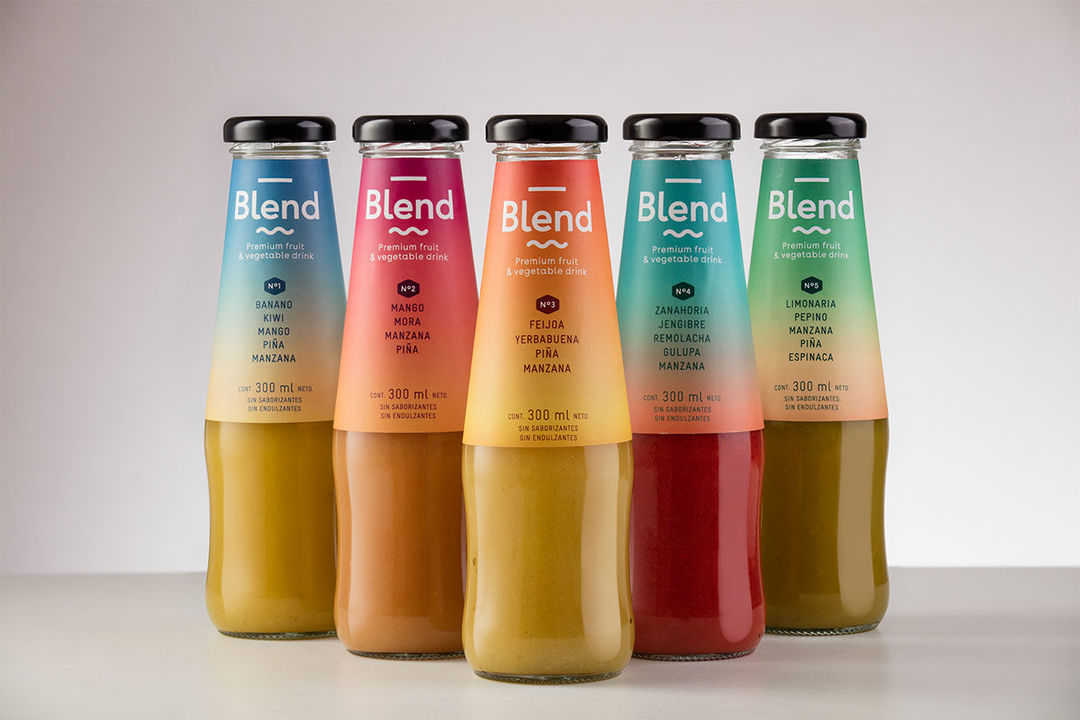 Blend
Premium fruit
& vegetable drink
Nº1
BANANO
KIWI
MANGO
PIÑA
MANZANA
CONT. 300 ml NETO.
SIN SABORIZANTES
SIN ENDULZANTES
Blend
Premium fruit
& vegetable drink
Nº2
MANGO
MORA
MANZANA
PIÑA
CONT. 300 ml NETO.
SIN SABORIZANTES
SIN ENDULZANTES
Blend
Premium fruit
& vegetable drink
Nº3
FEIJOA
YERBABUENA
PIÑA
MANZANA
CONT. 300 ml NETO.
SIN SABORIZANTES
SIN ENDULZANTES
Blend
Premium fruit
& vegetable drink
Nº4
ZANAHORIA
JENGIBRE
REMOLACHA
GULUPA
MANZANA
CONT. 300 ml NETO.
SIN SABORIZANTES
SIN ENDULZANTES
Blend
Premium fruit
& vegetable drink
Nº5
LIMONARIA
PEPINO
MANZANA
PIÑA
ESPINACA
CONT. 300 ml NETO.
SIN SABORIZANTES
SIN ENDULZANTES